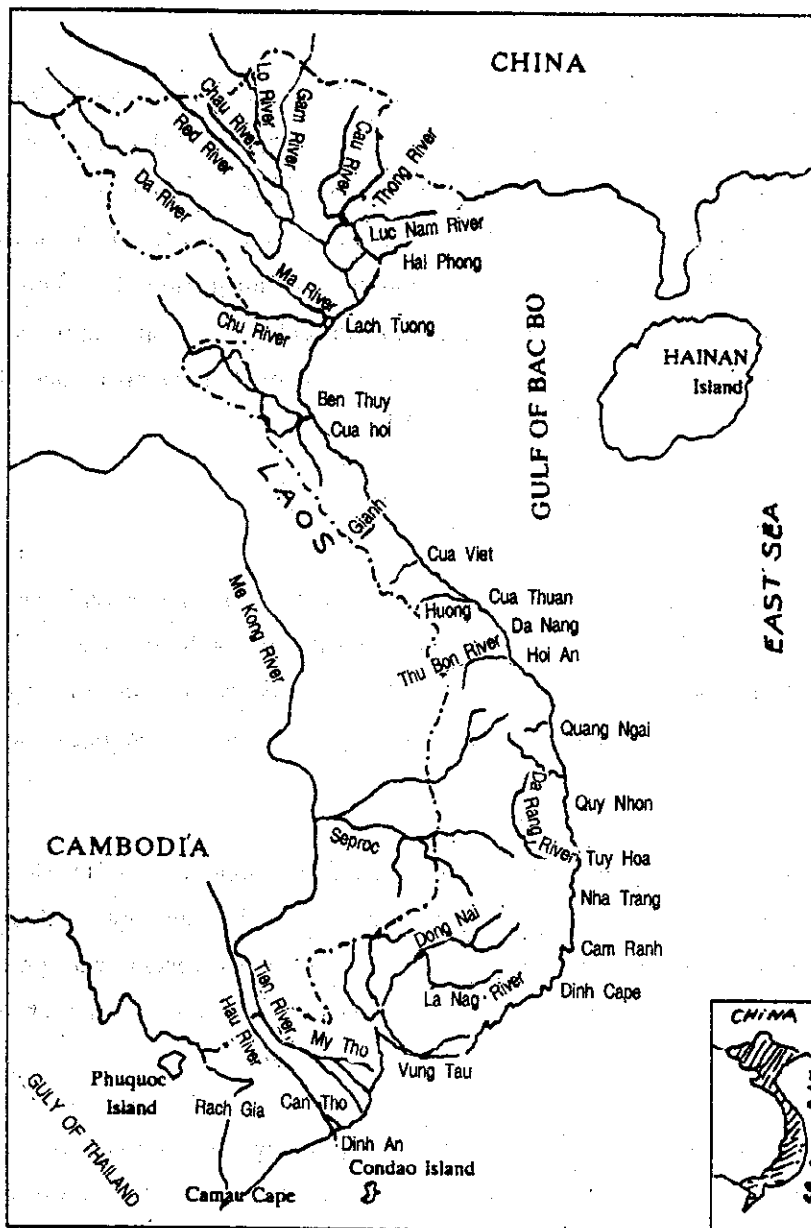 CHINA
Lo River
Gam River
Chau River
Red River
Cau River
Thong River
Da River
Luc Nam River
Hai Phong
Ma River
Chu River
Lach Tuong
GULF OF BAC BO
HAINAN
Island
Ben Thuy
Cua hoi
LAOS
Gianh
EAST SEA
Cua Viet
Me Kong River
Huong
Cua Thuan
Da Nang
Thu Bon River
Hoi An
Quang Ngai
Da Rang River
Quy Nhon
Seproc
CAMBODIA
Tuy Hoa
Nha Trang
Dong Nai
Cam Ranh
Tien River
La Nag River
Dinh Cape
Hau River
My Tho
CHINA
Vung Tau
Phuquoc
Island
Rach Gia
Can Tho
GULY OF THAILAND
Dinh An
Condao Island
Camau Cape